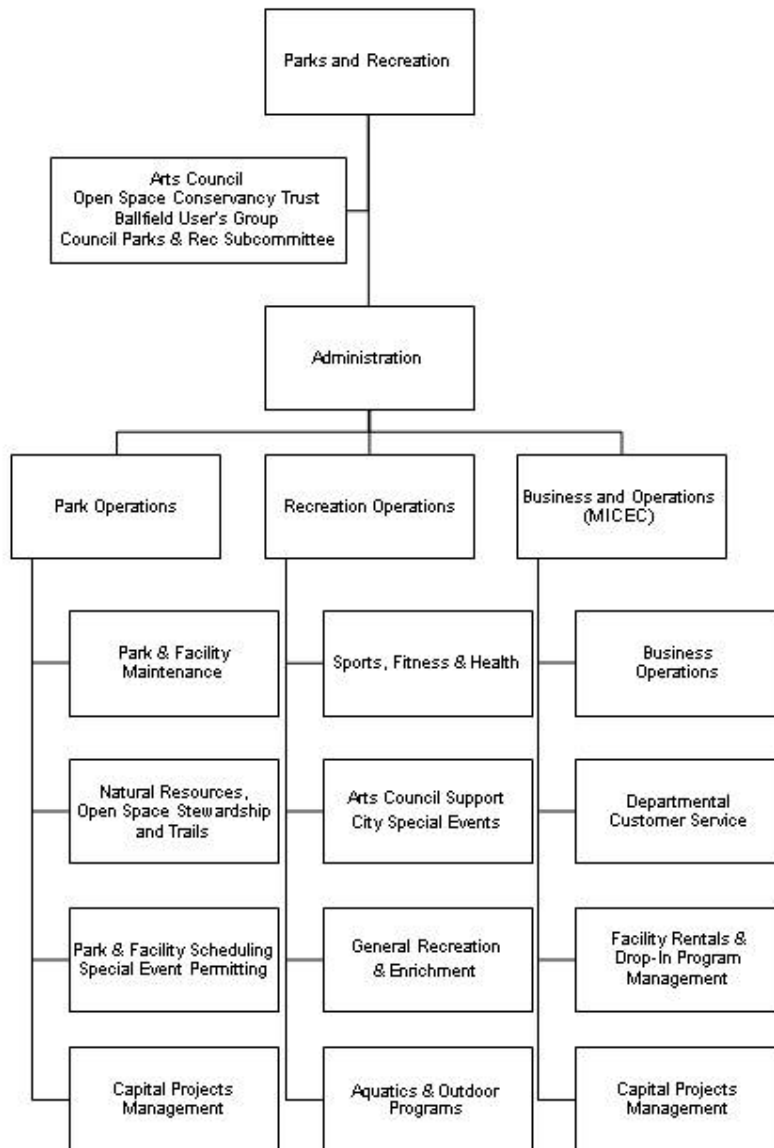 Parks and Recreation
Arts Council
Open Space Conservancy Trust
Ballfield User's Group
Council Parks & Rec Subcommittee
Administration
Park Operations
Recreation Operations
Business and Operations
(MICEC)
Park & Facility
Maintenance
Sports, Fitness & Health
Business
Operations
Natural Resources,
Open Space Stewardship
and Trails
Arts Council Support
City Special Events
Departmental
Customer Service
Park & Facility Scheduling
Special Event Permitting
General Recreation
& Enrichment
Facility Rentals &
Drop-In Program
Management
Capital Projects
Management
Aquatics & Outdoor
Programs
Capital Projects
Management